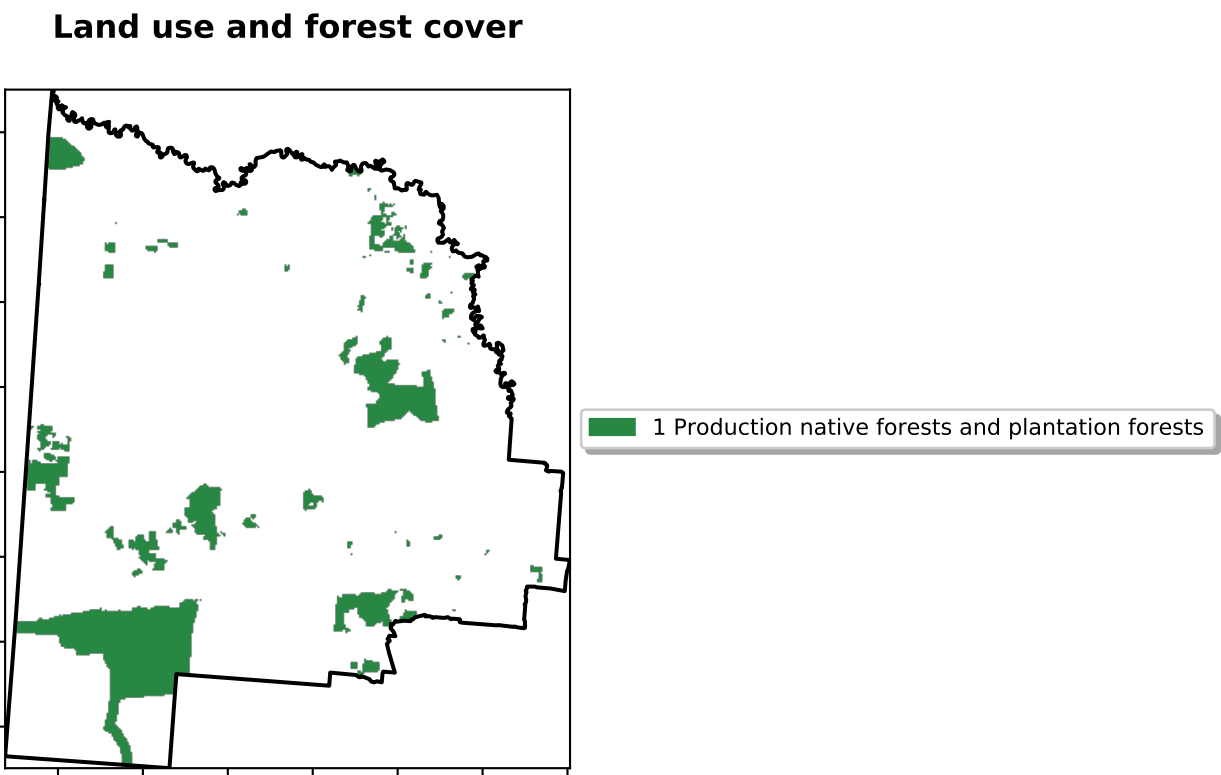 Land use and forest cover
1 Production native forests and plantation forests